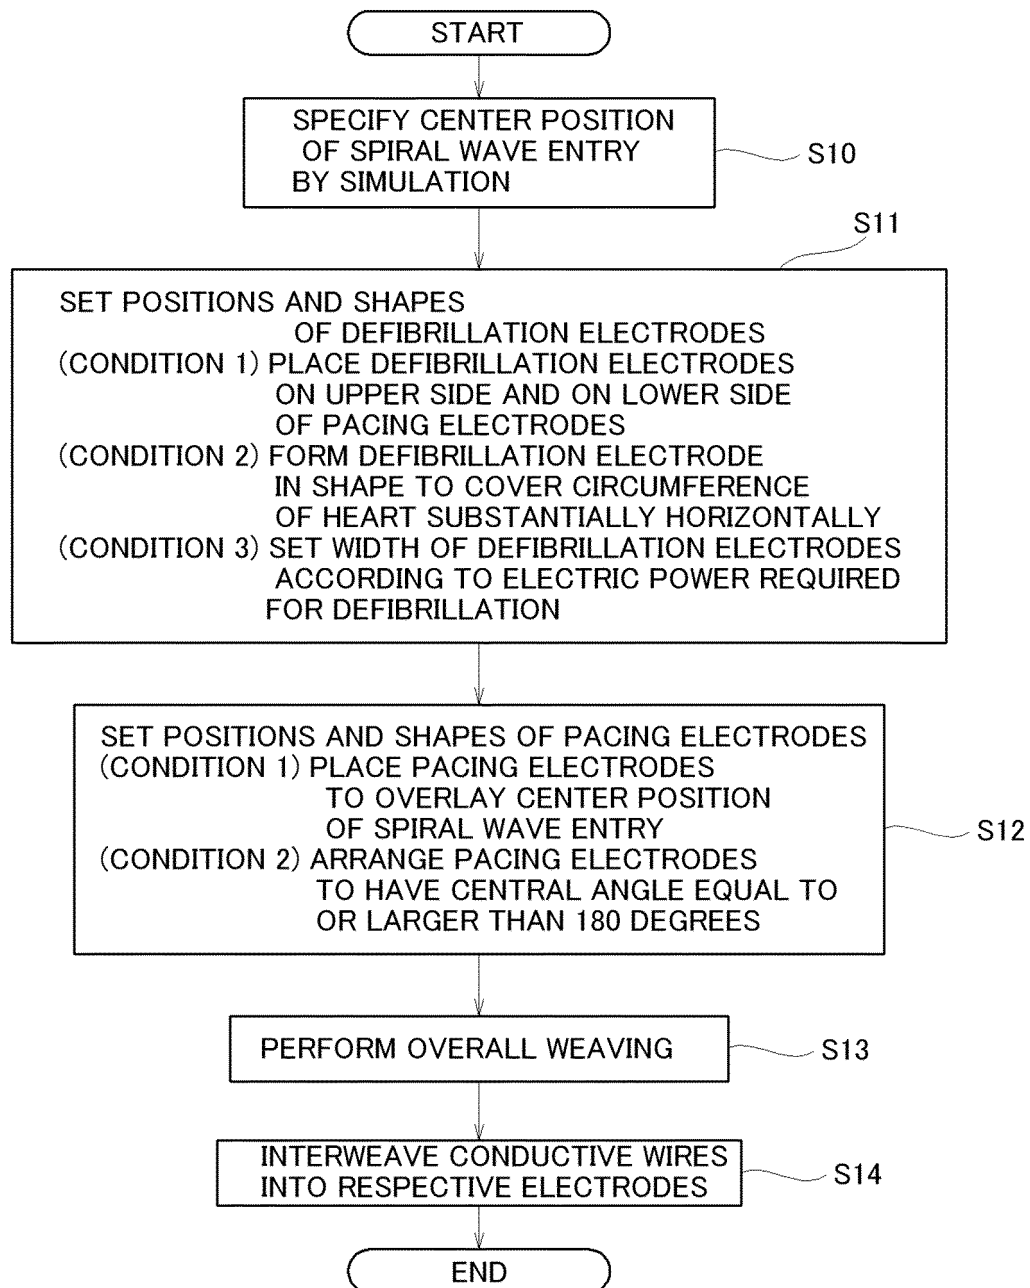 START
SPECIFY CENTER POSITION
OF SPIRAL WAVE ENTRY
BY SIMULATION
S10
S11
SET POSITIONS AND SHAPES
OF DEFIBRILLATION ELECTRODES
(CONDITION 1) PLACE DEFIBRILLATION ELECTRODES
ON UPPER SIDE AND ON LOWER SIDE
OF PACING ELECTRODES
(CONDITION 2) FORM DEFIBRILLATION ELECTRODE
IN SHAPE TO COVER CIRCUMFERENCE
OF HEART SUBSTANTIALLY HORIZONTALLY
(CONDITION 3) SET WIDTH OF DEFIBRILLATION ELECTRODES
ACCORDING TO ELECTRIC POWER REQUIRED
FOR DEFIBRILLATION
SET POSITIONS AND SHAPES OF PACING ELECTRODES
(CONDITION 1) PLACE PACING ELECTRODES
TO OVERLAY CENTER POSITION
OF SPIRAL WAVE ENTRY
S12
(CONDITION 2) ARRANGE PACING ELECTRODES
TO HAVE CENTRAL ANGLE EQUAL TO
OR LARGER THAN 180 DEGREES
PERFORM OVERALL WEAVING
S13
INTERWEAVE CONDUCTIVE WIRES
INTO RESPECTIVE ELECTRODES
S14
END